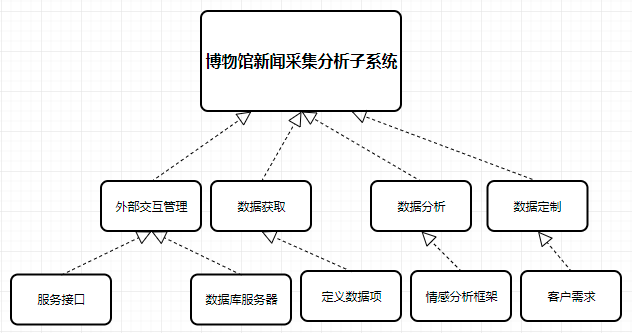 博物馆新闻采集分析子系统
外部交互管理
数据获取
数据分析
数据定制
服务接口
数据库服务器
定义数据项
情感分析框架
客户需求